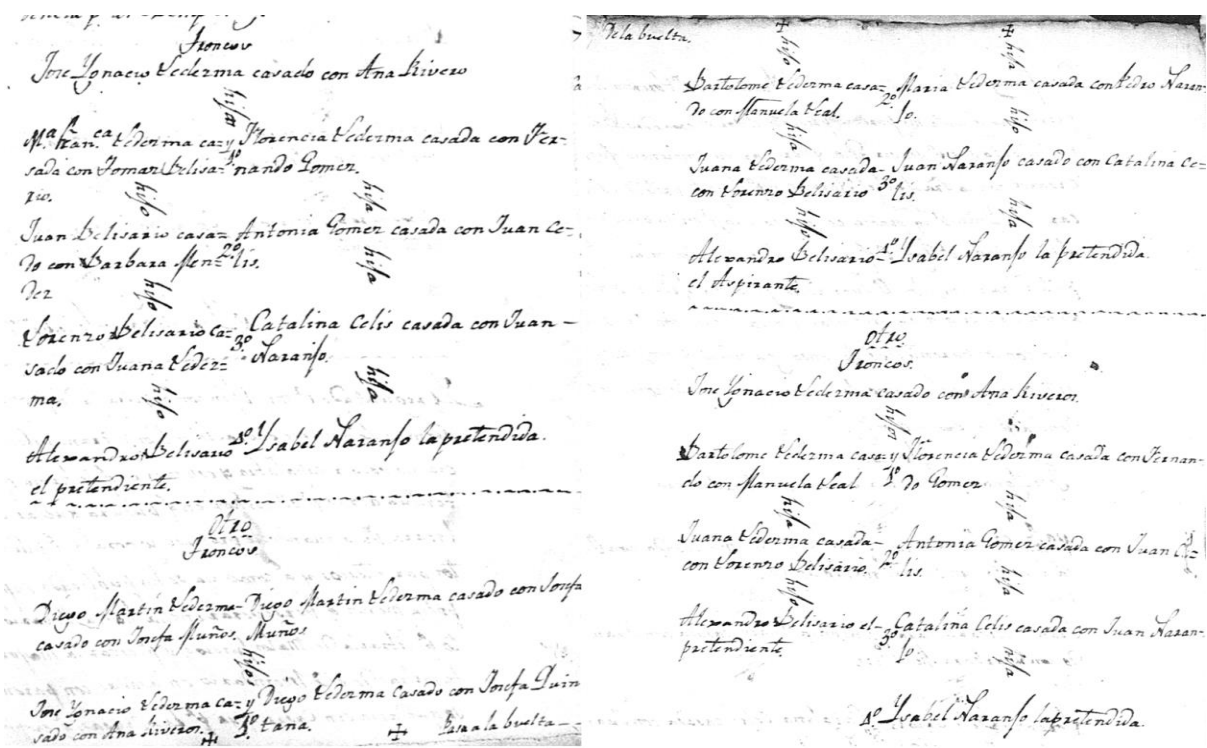 Troncos
Jose Ygnacio Lederma casado con Ana Rivero
hijas
M.ª Fran.ca Lederma ca= y Florencia Lederma casada con Fer-
sada con Tomas Belisa= 1º nando Gomez.
rio.
hijo hija
Juan Belisario casa= Antonia Gomez casada con Juan Ce=
do con Barbara Men= 2º lis.
dez
hijo hija
Lorenzo Belisario ca= Catalina Celis casada con Juan -
sado con Juana Leder= 3º Naranjo.
ma.
hijo hija
Alexandro Belisario 4º Ysabel Naranjo la pretendida.
el pretendiente.
Otro
Troncos
Diego Martin Lederma- Diego Martin Lederma casado con Josefa
casado con Josefa Muños. Muños
hijos
Jose Ygnacio Lederma ca= y Diego Lederma Casado con Josefa Quin
sado con Ana Riveron. 1º tana. Pasa a la buelta
De la buelta.
hijo hija
Bartolome Lederma casa= Maria Lederma casada con Pedro Naran-
do con Manuela Leal. 2º jo.
hija hijo
Juana Lederma casada- Juan Naranjo casado con Catalina Ce-
con Lorenzo Belisario 3º lis.
hijo hija
Alexandro Belisario= 4º Ysabel Naranjo la pretendida.
el Aspirante.
Otro
Troncos.
Jose Ygnacio Lederma casado con Ana Riveron.
hijos
Bartolome Lederma casa= y Florencia Lederma casada con Fernan-
do con Manuela Leal 1º do Gomez
hija hija
Juana Lederma casada- Antonia Gomez casada con Juan Ce=
con Lorenzo Belisario. 2º lis.
hijo hija
Alexandro Belisario el- Catalina Celis casada con Juan Naran-
pretendiente. 3º jo
hija
4º Ysabel Naranjo la pretendida.